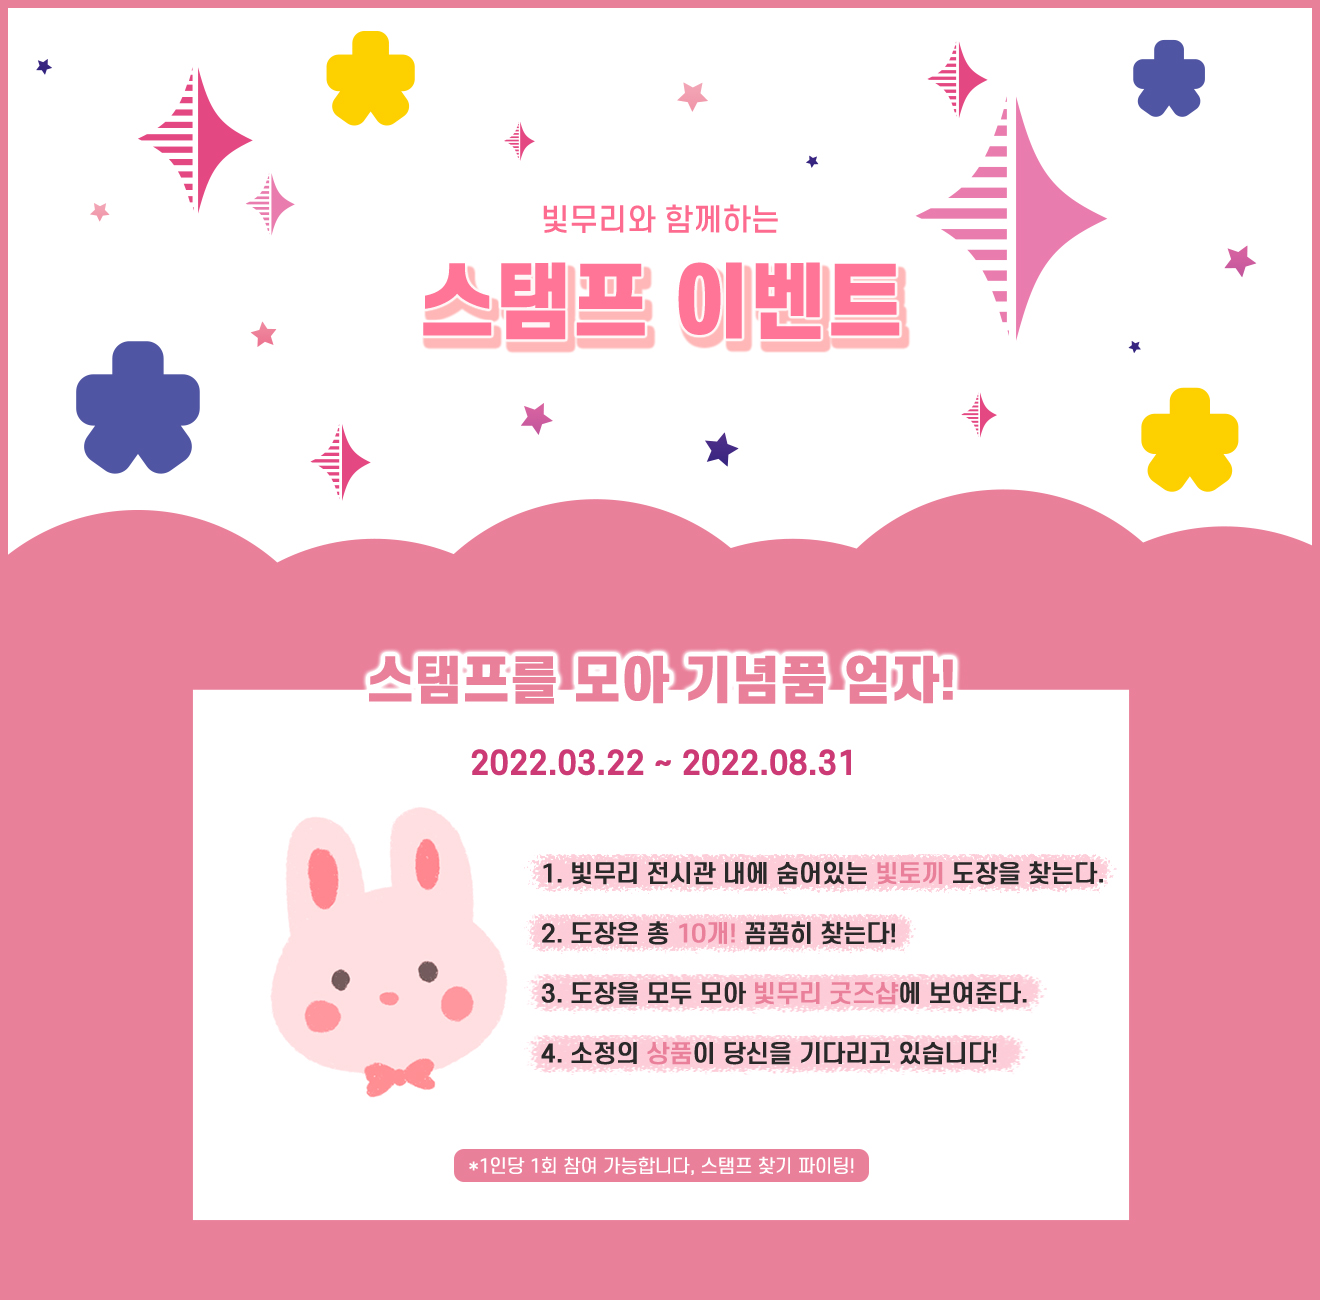 빛무리와 함께하는
스탬프 이벤트
스탬프를 모아 기념품 얻자!
2022.03.22 ~ 2022.08.31
1. 빛무리 전시관 내에 숨어있는 빛토끼 도장을 찾는다.
2. 도장은 총 10개! 꼼꼼히 찾는다!
3. 도장을 모두 모아 빛무리 굿즈샵에 보여준다.
4. 소정의 상품이 당신을 기다리고 있습니다!
*1인당 1회 참여 가능합니다, 스탬프 찾기 파이팅!